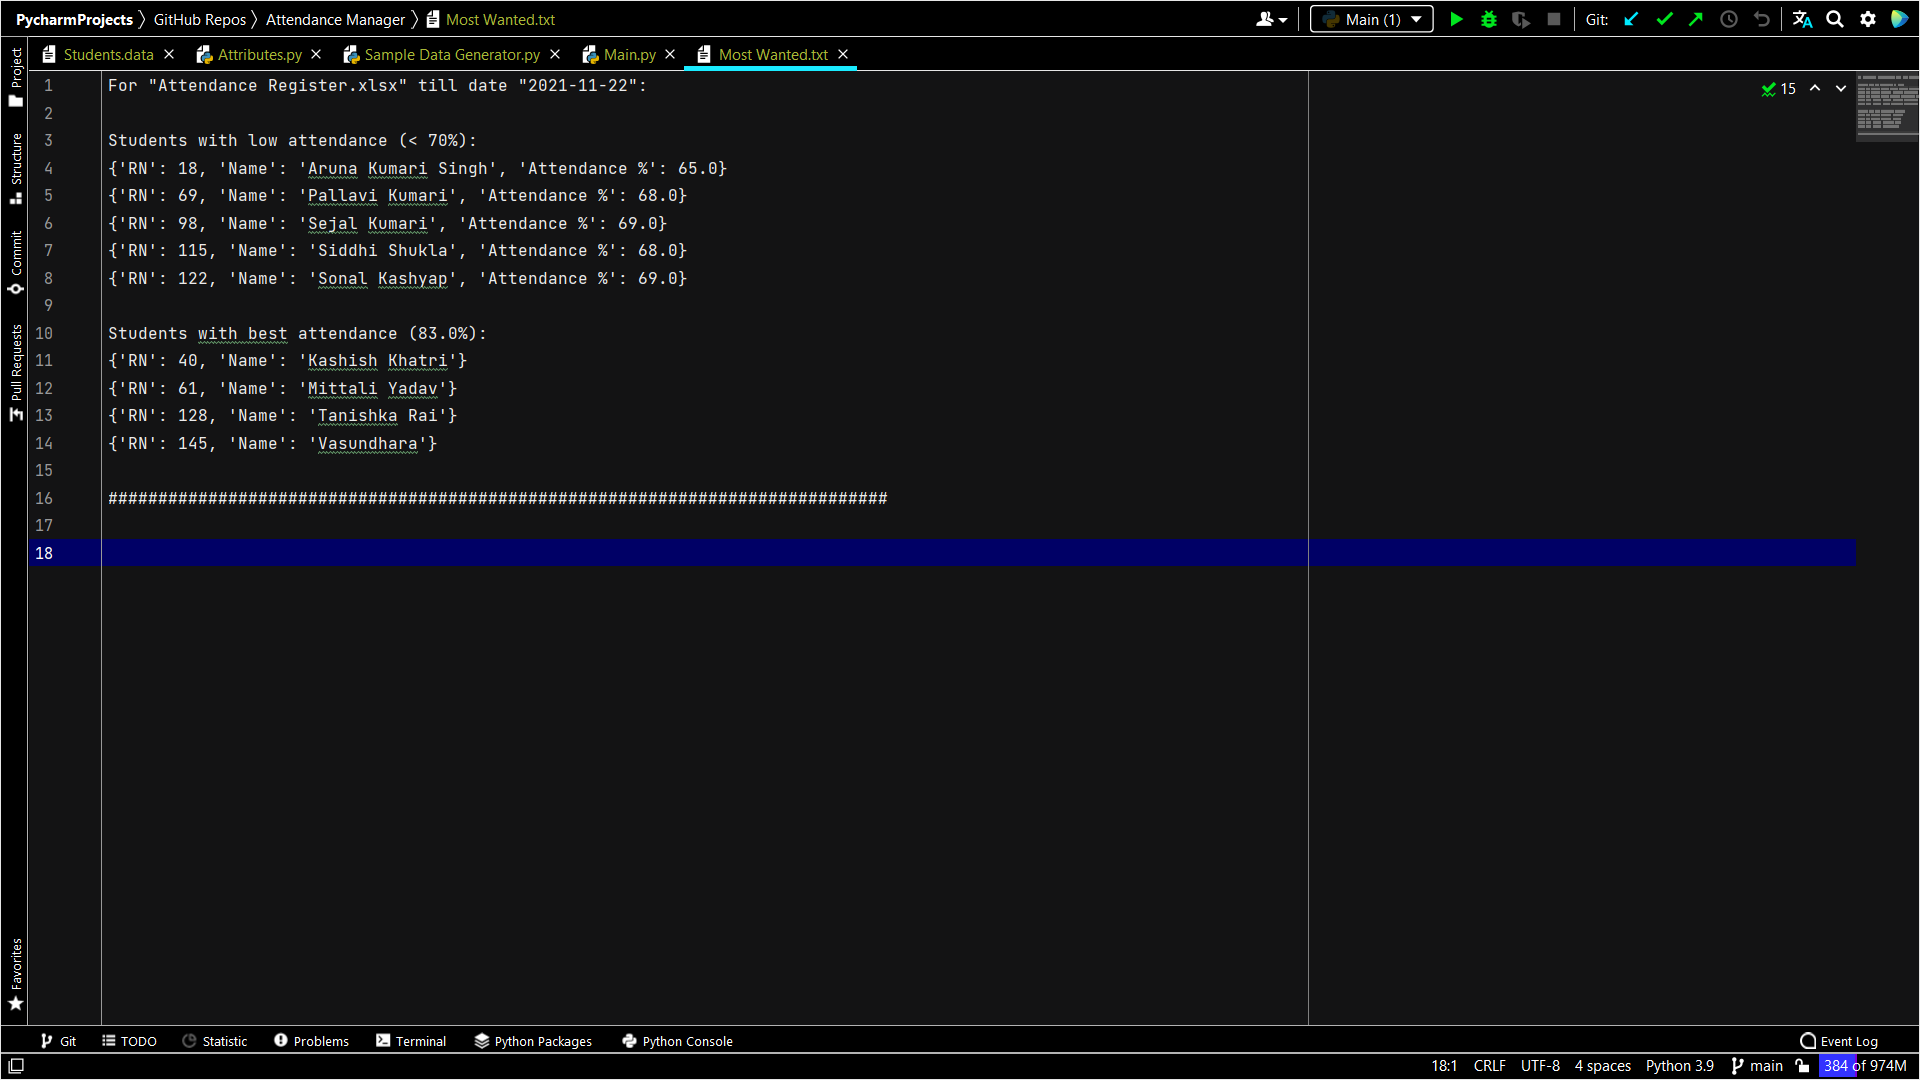 PycharmProjects GitHub Repos Attendance Manager Most Wanted.txt Main (1) Git:
Students.data Attributes.py Sample Data Generator.py Main.py Most Wanted.txt
Project
Structure
Commit
Pull Requests
Favorites
15
1 For "Attendance Register.xlsx" till date "2021-11-22":
2
3 Students with low attendance (< 70%):
4 {'RN': 18, 'Name': 'Aruna Kumari Singh', 'Attendance %': 65.0}
5 {'RN': 69, 'Name': 'Pallavi Kumari', 'Attendance %': 68.0}
6 {'RN': 98, 'Name': 'Sejal Kumari', 'Attendance %': 69.0}
7 {'RN': 115, 'Name': 'Siddhi Shukla', 'Attendance %': 68.0}
8 {'RN': 122, 'Name': 'Sonal Kashyap', 'Attendance %': 69.0}
9
10 Students with best attendance (83.0%):
11 {'RN': 40, 'Name': 'Kashish Khatri'}
12 {'RN': 61, 'Name': 'Mittali Yadav'}
13 {'RN': 128, 'Name': 'Tanishka Rai'}
14 {'RN': 145, 'Name': 'Vasundhara'}
15
16 ##############################################################################
17
18
Git TODO Statistic Problems Terminal Python Packages Python Console Event Log
18:1 CRLF UTF-8 4 spaces Python 3.9 main 384 of 974M